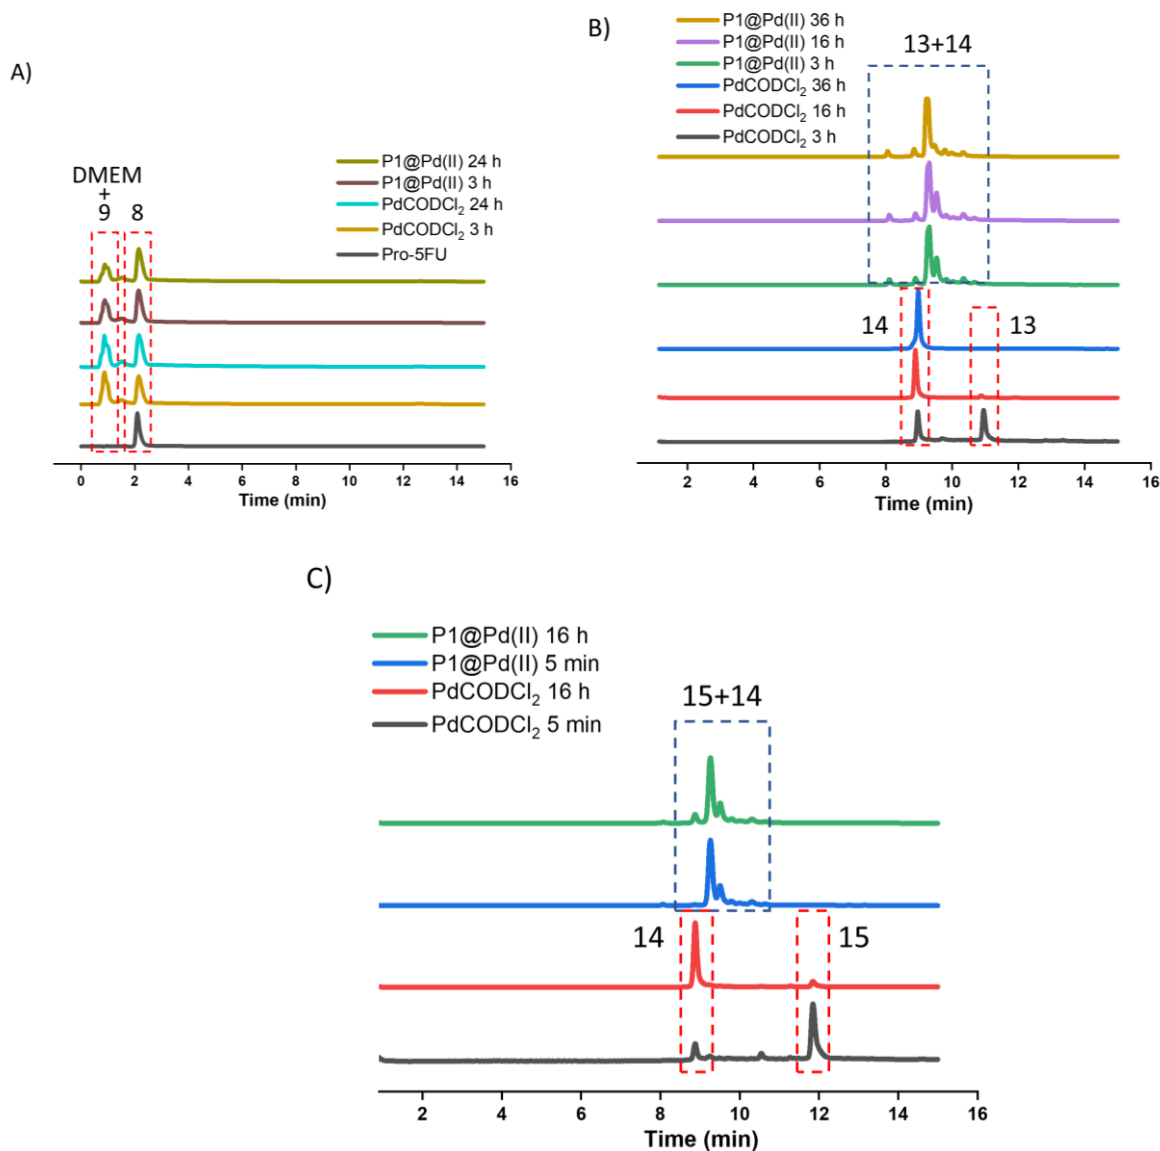 A)
DMEM
+
9 8
P1@Pd(II) 24 h
P1@Pd(II) 3 h
PdCODCl₂ 24 h
PdCODCl₂ 3 h
Pro-5FU
0 2 4 6 8 10 12 14 16
Time (min)
B)
P1@Pd(II) 36 h
P1@Pd(II) 16 h
P1@Pd(II) 3 h
PdCODCl₂ 36 h
PdCODCl₂ 16 h
PdCODCl₂ 3 h
13+14
14 13
2 4 6 8 10 12 14 16
Time (min)
C)
P1@Pd(II) 16 h
P1@Pd(II) 5 min
PdCODCl₂ 16 h
PdCODCl₂ 5 min
15+14
14 15
2 4 6 8 10 12 14 16
Time (min)